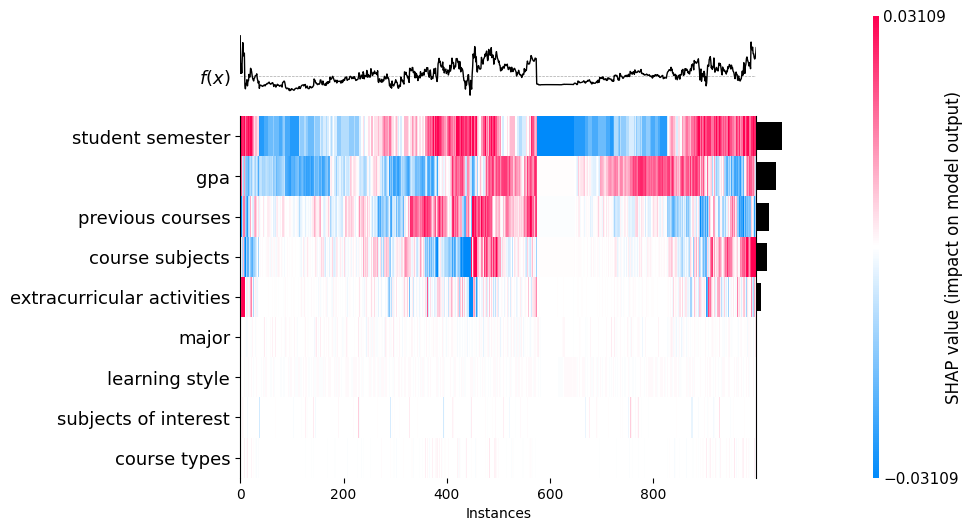 0.03109
f(x)
student semester
gpa
previous courses
course subjects
extracurricular activities
major
learning style
subjects of interest
course types
0 200 400 600 800
Instances
SHAP value (impact on model output)
−0.03109